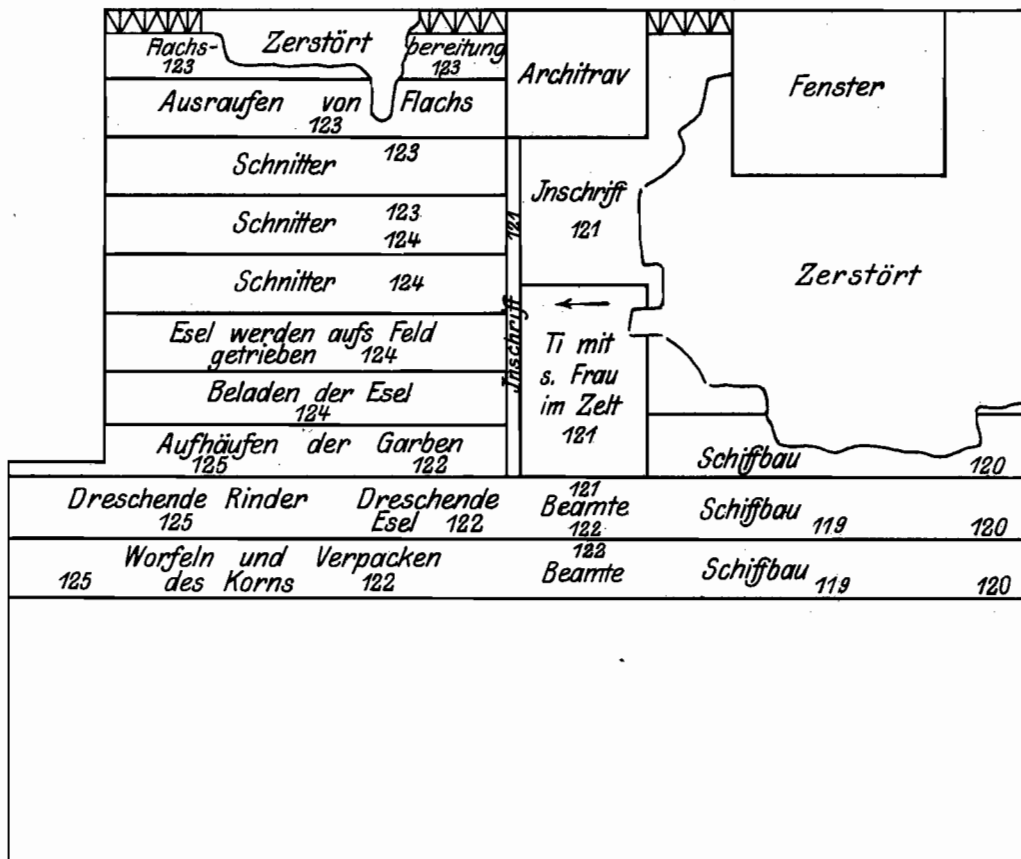 Flachs-
123
Zerstört
bereitung
123
Ausraufen von Flachs
123
Schnitter 123
Schnitter 123
124
Schnitter 124
Esel werden aufs Feld
getrieben 124
Beladen der Esel
124
Aufhäufen der Garben
125 122
Jnschrift 121
Architrav
Jnschrift
121
Ti mit
s. Frau
im Zelt
121
Fenster
Zerstört
Schiffbau 120
Dreschende Rinder
125
Dreschende
Esel 122
121
Beamte
122
Schiffbau 119 120
Worfeln und Verpacken
125 des Korns 122
122
Beamte
Schiffbau 119 120